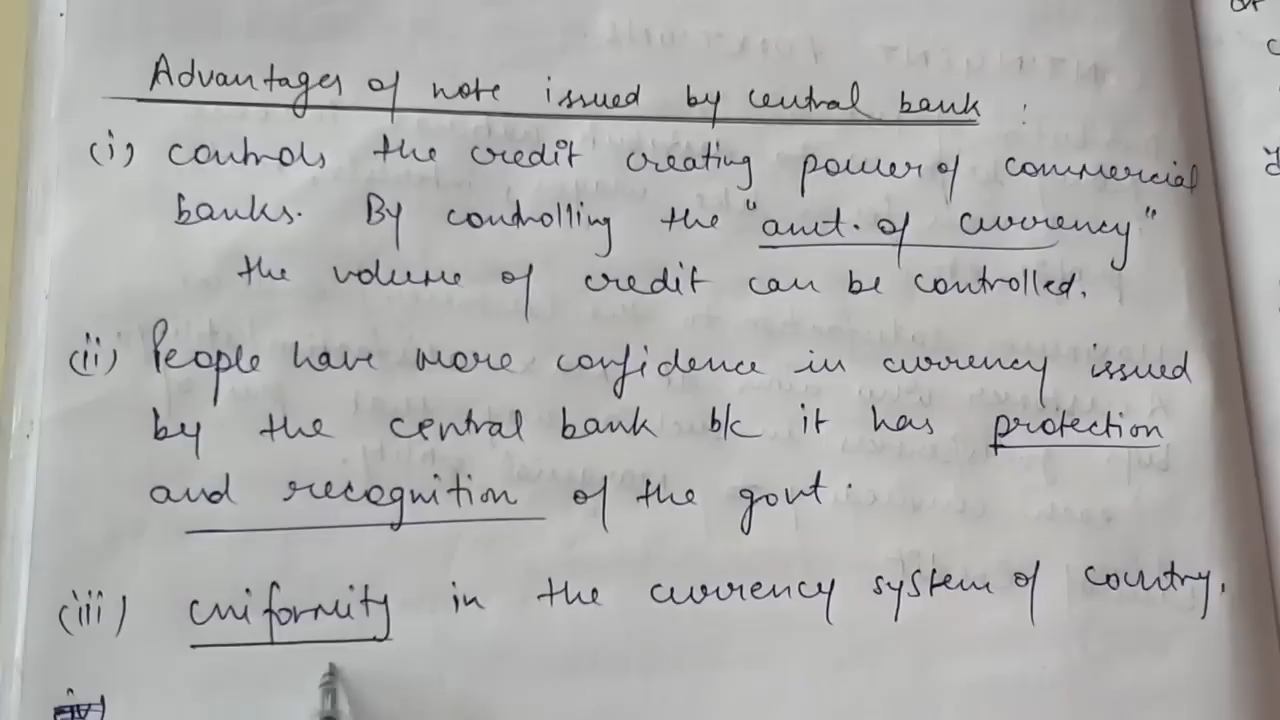 Advantages of note issued by central bank :
(i) controls the credit creating power of commercial
banks. By controlling the "amt. of currency"
the volume of credit can be controlled.
(ii) People have more confidence in currency issued
by the central bank b/c it has protection
and recognition of the govt.
(iii) uniformity in the currency system of country.